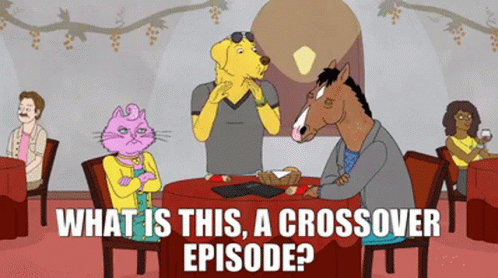 WHAT IS THIS, A CROSSOVER
EPISODE?